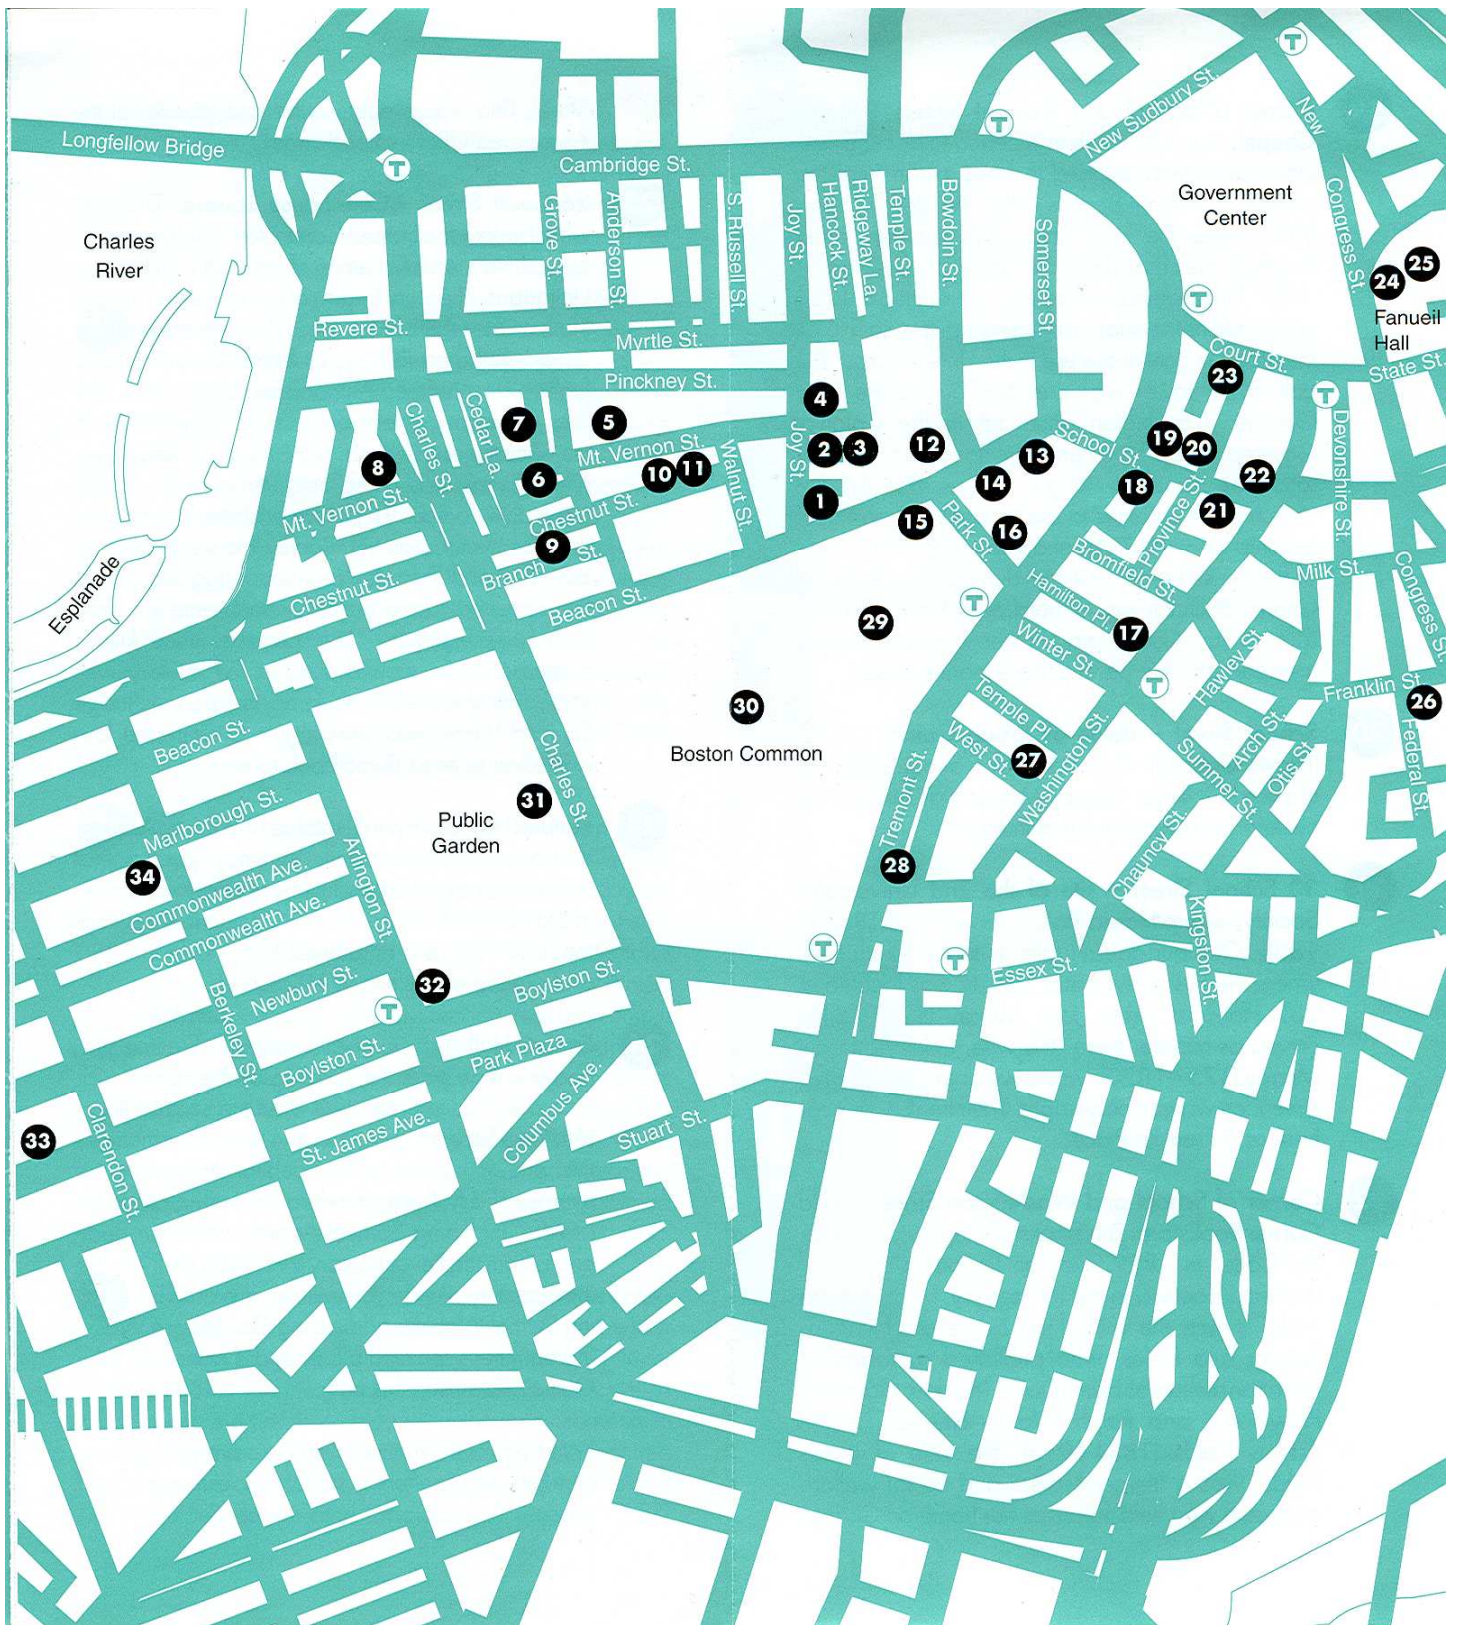 T
New Sudbury St.
New
T
Longfellow Bridge
T
Cambridge St.
Government
Center
Congress St.
Charles
River
Grove St.
Anderson St.
S. Russell St.
Joy St.
Hancock St.
Ridgeway La.
Temple St.
Bowdoin St.
Somerset St.
24
25
T
Fanueil
Hall
Revere St.
Myrtle St.
Court St.
State St.
Pinckney St.
23
T
4
Charles St.
Cedar La.
7
5
Mt. Vernon St.
Walnut St.
Joy St.
2
3
12
13
School St.
19
20
Devonshire St.
8
6
10
11
14
18
22
Mt. Vernon St.
Chestnut St.
1
15
16
Park St.
Province St.
21
9
Branch St.
Bromfield St.
Milk St.
Congress St.
Esplanade
Chestnut St.
Beacon St.
T
Hamilton Pl.
29
17
Winter St.
Hawley St.
T
Franklin St.
26
30
Temple Pl.
Beacon St.
Boston Common
Charles St.
West St.
27
Washington St.
Summer St.
Arch St.
Otis St.
Federal St.
31
Public
Garden
Marlborough St.
Tremont St.
34
Arlington St.
28
Chauncy St.
Commonwealth Ave.
Commonwealth Ave.
Kingston St.
T
T
Essex St.
32
Boylston St.
Newbury St.
T
Berkeley St.
Boylston St.
Park Plaza
Columbus Ave.
33
Clarendon St.
St. James Ave.
Stuart St.